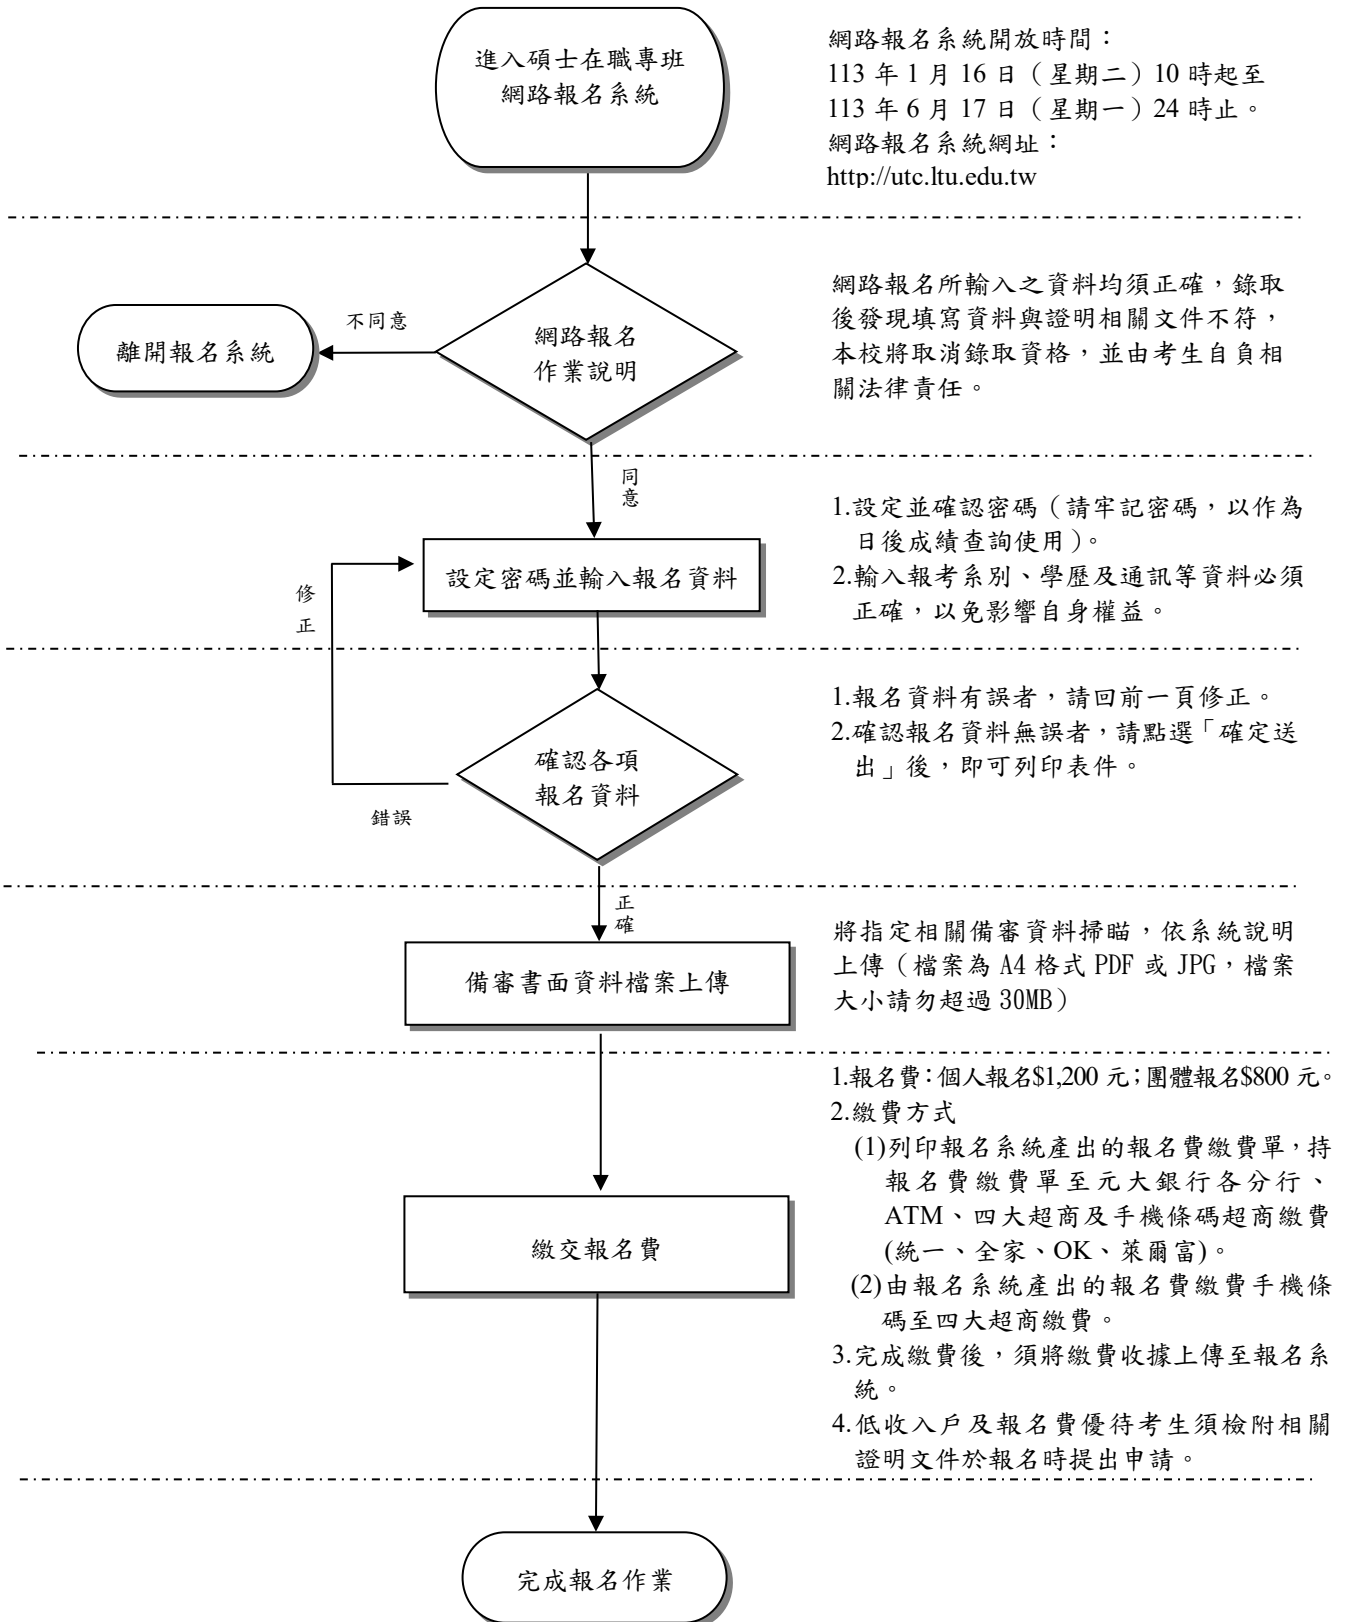 進入碩士在職專班
網路報名系統
網路報名系統開放時間：
113 年 1 月 16 日（星期二）10 時起至
113 年 6 月 17 日（星期一）24 時止。
網路報名系統網址：
http://utc.ltu.edu.tw
離開報名系統
不同意
網路報名
作業說明
網路報名所輸入之資料均須正確，錄取
後發現填寫資料與證明相關文件不符，
本校將取消錄取資格，並由考生自負相
關法律責任。
同
意
設定密碼並輸入報名資料
修
正
1.設定並確認密碼（請牢記密碼，以作為
日後成績查詢使用）。
2.輸入報考系別、學歷及通訊等資料必須
正確，以免影響自身權益。
確認各項
報名資料
錯誤
1.報名資料有誤者，請回前一頁修正。
2.確認報名資料無誤者，請點選「確定送
出」後，即可列印表件。
正
確
備審書面資料檔案上傳
將指定相關備審資料掃瞄，依系統說明
上傳（檔案為 A4 格式 PDF 或 JPG，檔案
大小請勿超過 30MB）
繳交報名費
1.報名費：個人報名$1,200 元；團體報名$800 元。
2.繳費方式
(1)列印報名系統產出的報名費繳費單，持
報名費繳費單至元大銀行各分行、
ATM、四大超商及手機條碼超商繳費
(統一、全家、OK、萊爾富)。
(2)由報名系統產出的報名費繳費手機條
碼至四大超商繳費。
3.完成繳費後，須將繳費收據上傳至報名系
統。
4.低收入戶及報名費優待考生須檢附相關
證明文件於報名時提出申請。
完成報名作業